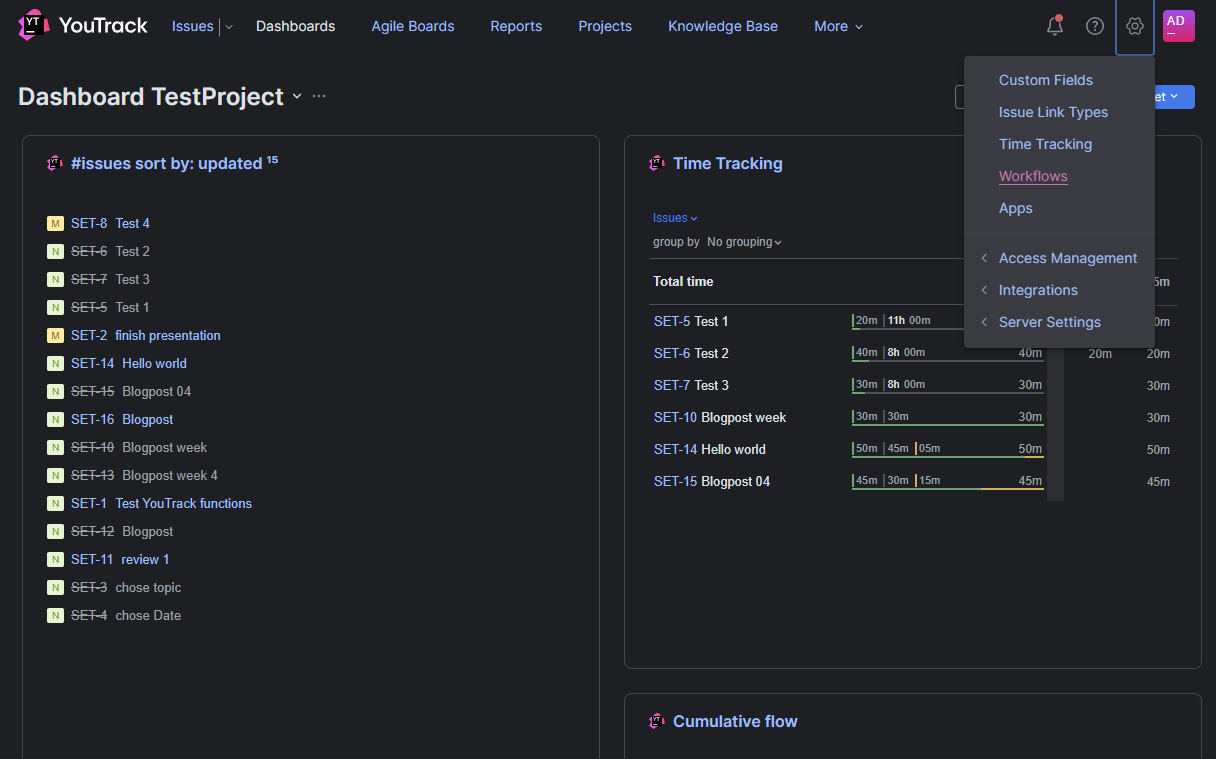 YT YouTrack Issues Dashboards Agile Boards Reports Projects Knowledge Base More AD
Custom Fields
Issue Link Types
Time Tracking
Workflows
Apps
Access Management
Integrations
Server Settings
Dashboard TestProject ...
#issues sort by: updated 15
M SET-8 Test 4
N SET-6 Test 2
N SET-7 Test 3
N SET-5 Test 1
M SET-2 finish presentation
N SET-14 Hello world
N SET-15 Blogpost 04
N SET-16 Blogpost
N SET-10 Blogpost week
N SET-13 Blogpost week 4
N SET-1 Test YouTrack functions
N SET-12 Blogpost
N SET-11 review 1
N SET-3 chose topic
N SET-4 chose Date
Time Tracking
Issues
group by No grouping
Total time
SET-5 Test 1 20m 11h 00m
SET-6 Test 2 40m 8h 00m 40m 20m 20m
SET-7 Test 3 30m 8h 00m 30m 30m
SET-10 Blogpost week 30m 30m 30m 30m
SET-14 Hello world 50m 45m 05m 50m 50m
SET-15 Blogpost 04 45m 30m 15m 45m 45m
Cumulative flow